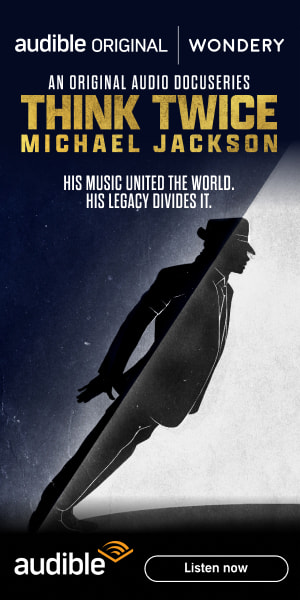 audible ORIGINAL | WONDERY
AN ORIGINAL AUDIO DOCUSERIES
THINK TWICE
MICHAEL JACKSON
HIS MUSIC UNITED THE WORLD.
HIS LEGACY DIVIDES IT.
audible
Listen now